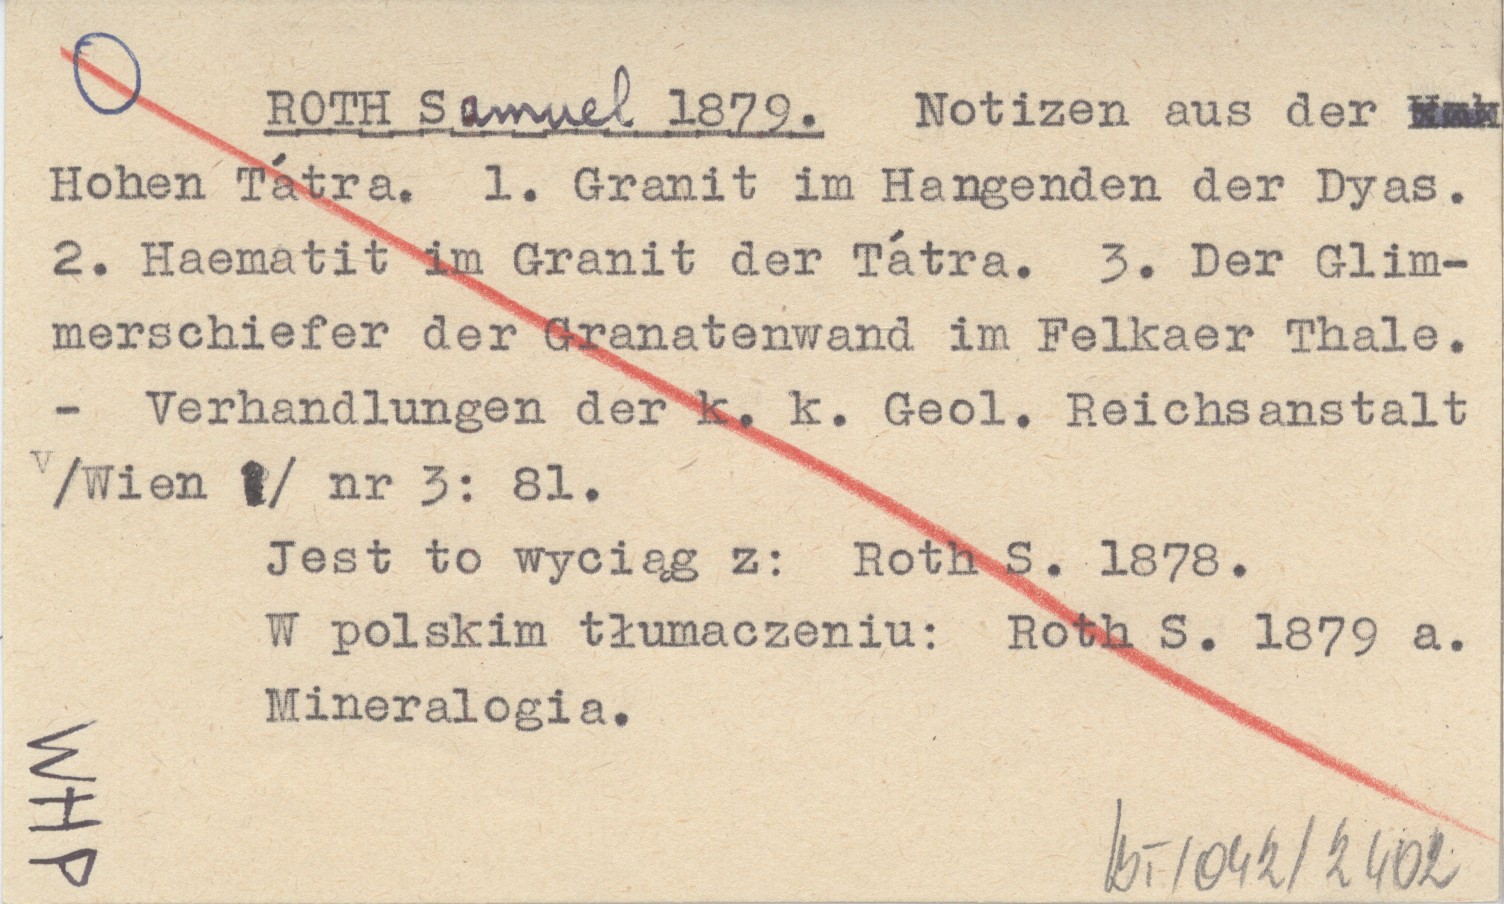 ROTH Samuel 1879. Notizen aus der
Hohen Tátra. 1. Granit im Hangenden der Dyas.
2. Haematit im Granit der Tátra. 3. Der Glim-
merschiefer der Granatenwand im Felkaer Thale.
- Verhandlungen der k. k. Geol. Reichsanstalt
v /Wien / nr 3: 81.
Jest to wyciąg z: Roth S. 1878.
W polskim tłumaczeniu: Roth S. 1879 a.
Mineralogia.
WHP
/042/2402